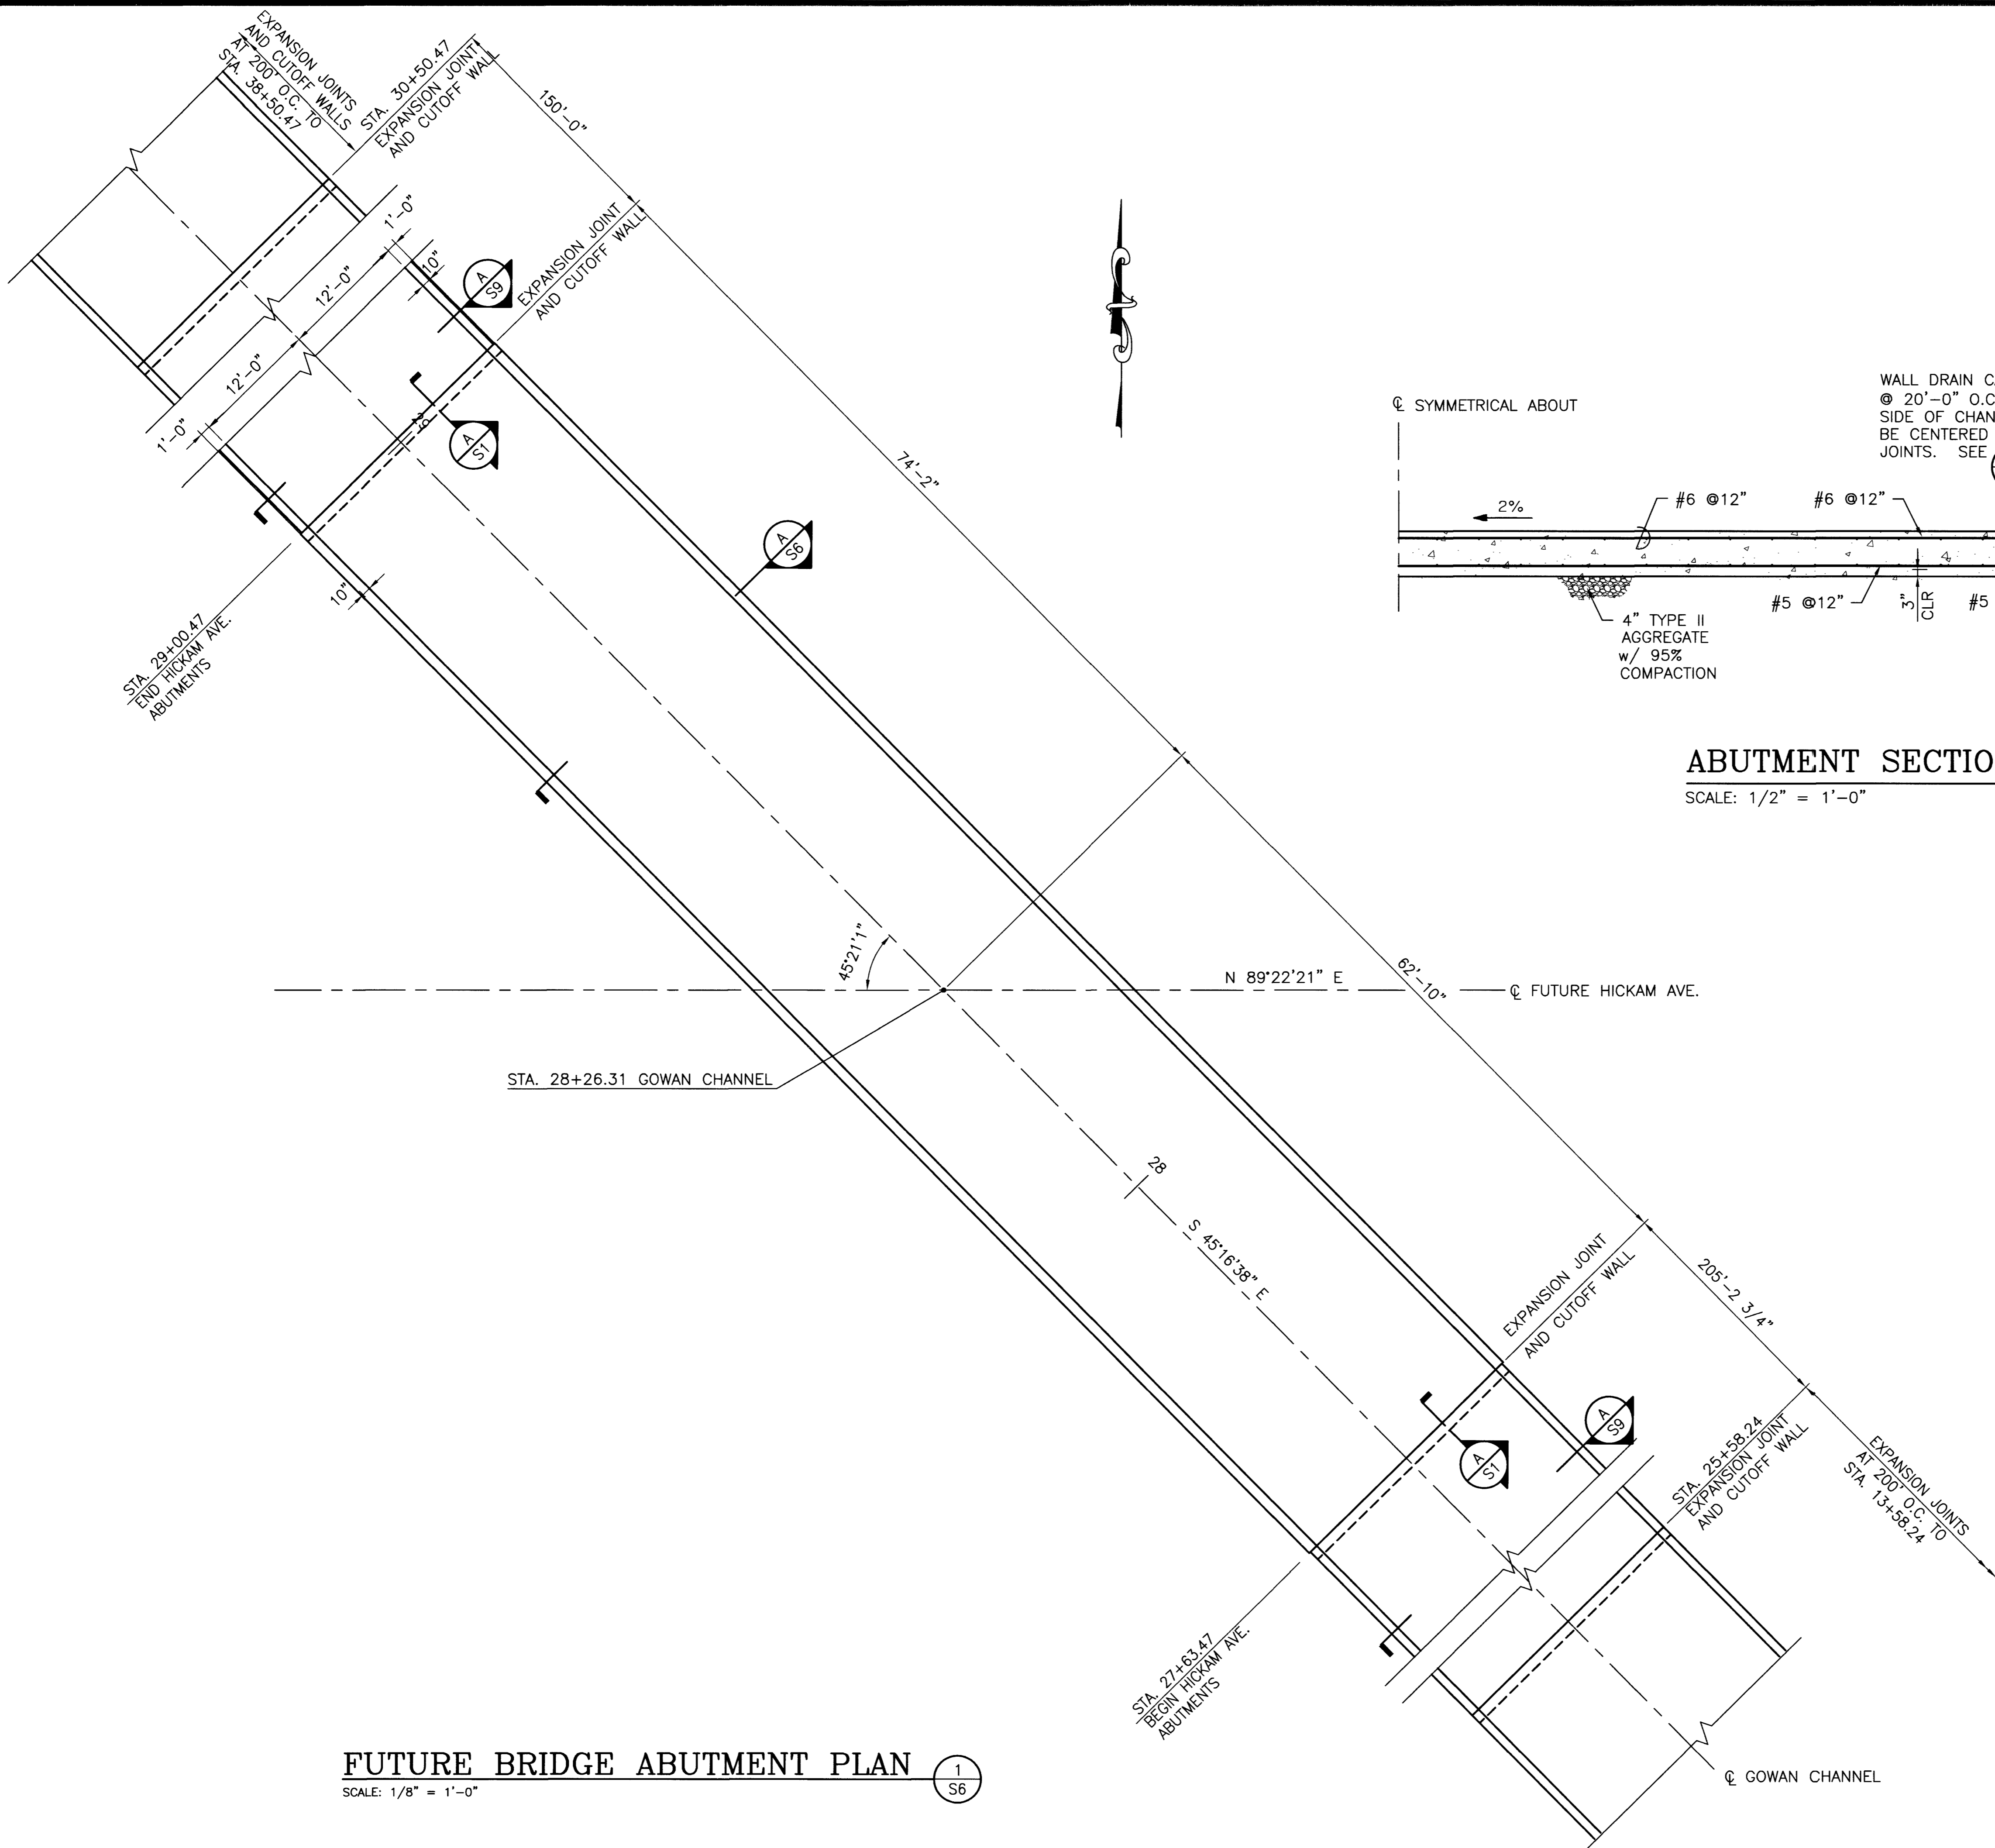 EXPANSION JOINTS
AND CUTOFF WALLS
AT 200' O.C. TO
STA. 38+50.47
STA. 30+50.47
EXPANSION JOINT
AND CUTOFF WALL
150'-0"
1'-0"
12'-0"
12'-0"
1'-0"
10"
A
S9
EXPANSION JOINT
AND CUTOFF WALL
A
S1
74'-2"
A
S6
10"
STA. 29+00.47
END HICKAM AVE.
ABUTMENTS
45°21'1"
N 89°22'21" E
℄ FUTURE HICKAM AVE.
62'-10"
STA. 28+26.31 GOWAN CHANNEL
28
S 45°16'38" E
EXPANSION JOINT
AND CUTOFF WALL
205'-2 3/4"
A
S9
A
S1
STA. 25+58.24
EXPANSION JOINT
AND CUTOFF WALL
EXPANSION JOINTS
AT 200' O.C. TO
STA. 13+58.24
STA. 27+63.47
BEGIN HICKAM AVE.
ABUTMENTS
℄ GOWAN CHANNEL
FUTURE BRIDGE ABUTMENT PLAN
SCALE: 1/8" = 1'-0"
1
S6
℄ SYMMETRICAL ABOUT
WALL DRAIN
@ 20'-0" O.C
SIDE OF
BE CENTERED
JOINTS. SEE
2%
#6 @12"
#6 @12"
#5 @12"
3"
CLR
#5
4" TYPE II
AGGREGATE
w/ 95%
COMPACTION
ABUTMENT SECTIO
SCALE: 1/2" = 1'-0"